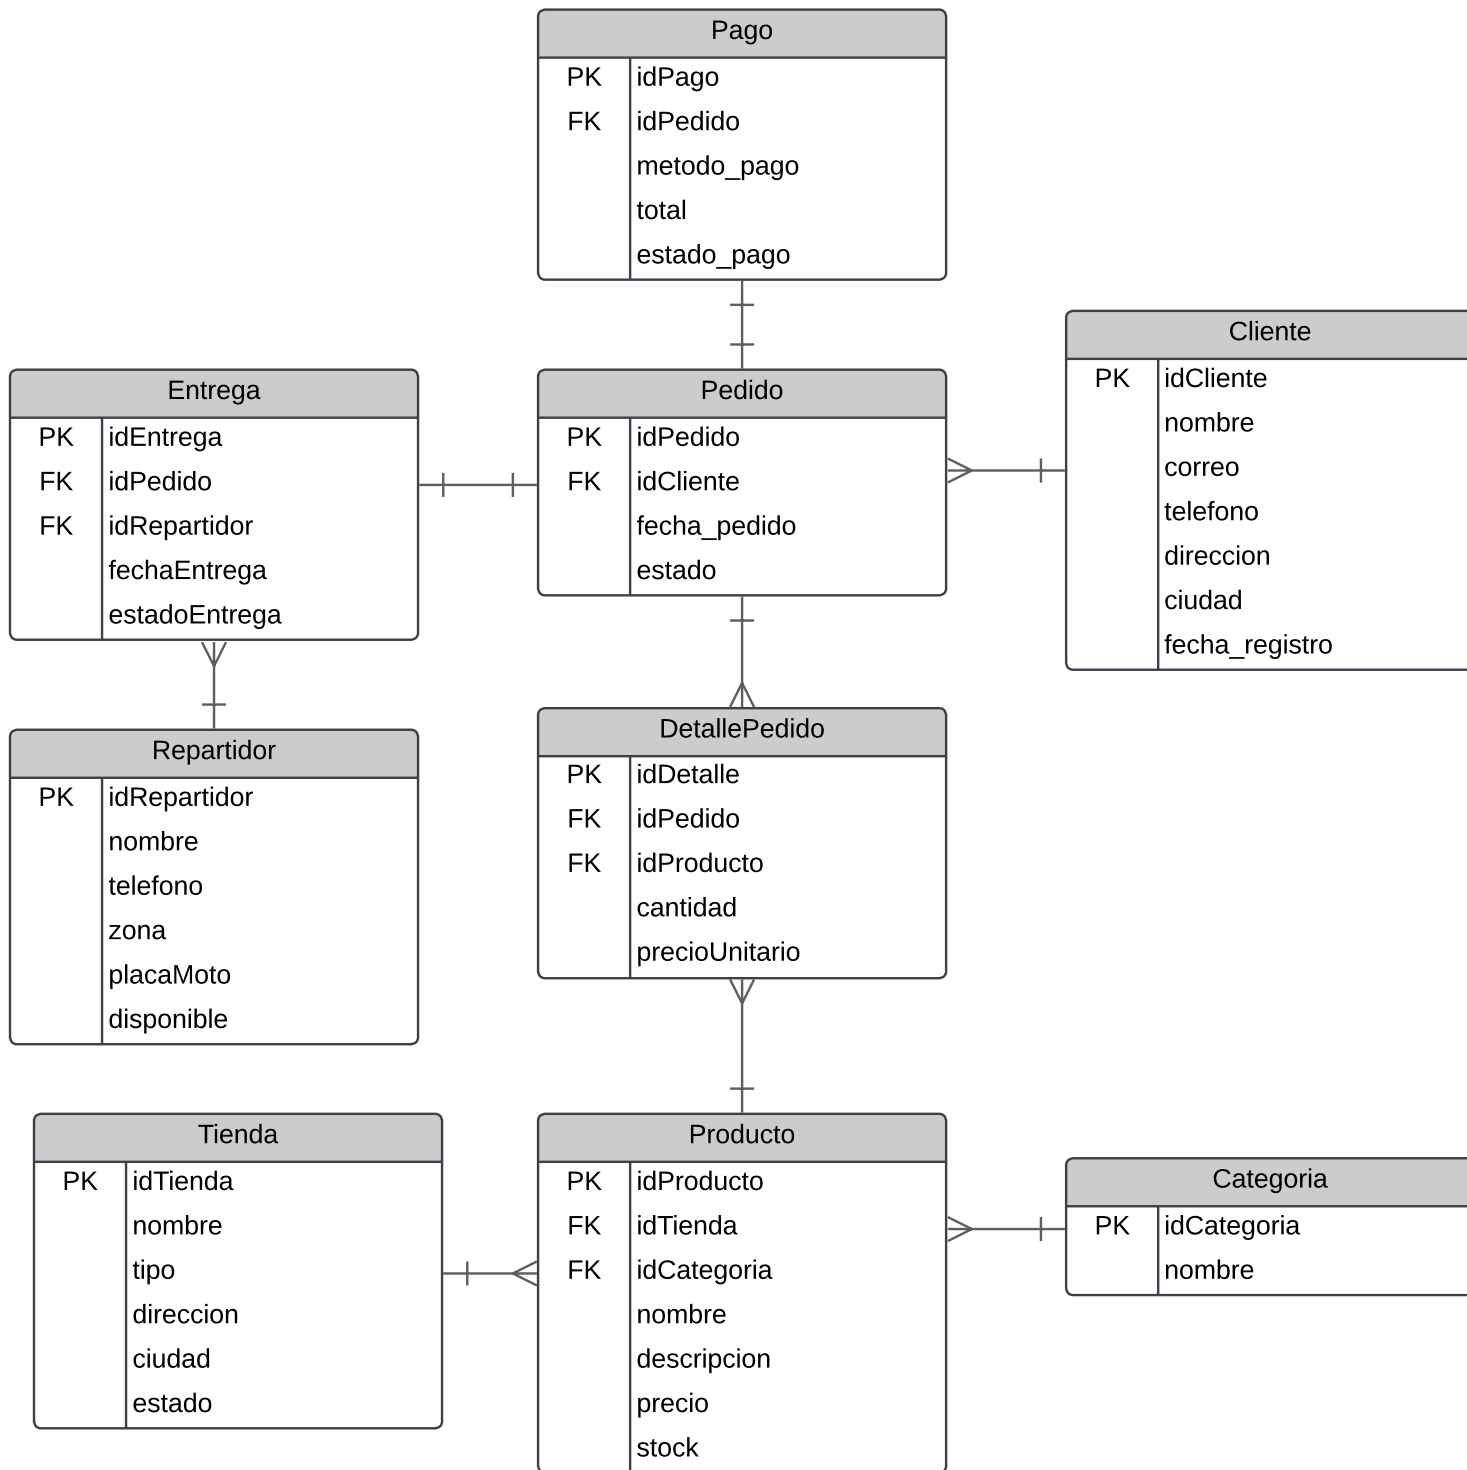 Pago
PK idPago
FK idPedido
metodo_pago
total
estado_pago
Cliente
PK idCliente
nombre
correo
telefono
direccion
ciudad
fecha_registro
Entrega
PK idEntrega
FK idPedido
FK idRepartidor
fechaEntrega
estadoEntrega
Pedido
PK idPedido
FK idCliente
fecha_pedido
estado
Repartidor
PK idRepartidor
nombre
telefono
zona
placaMoto
disponible
DetallePedido
PK idDetalle
FK idPedido
FK idProducto
cantidad
precioUnitario
Tienda
PK idTienda
nombre
tipo
direccion
ciudad
estado
Producto
PK idProducto
FK idTienda
FK idCategoria
nombre
descripcion
precio
stock
Categoria
PK idCategoria
nombre